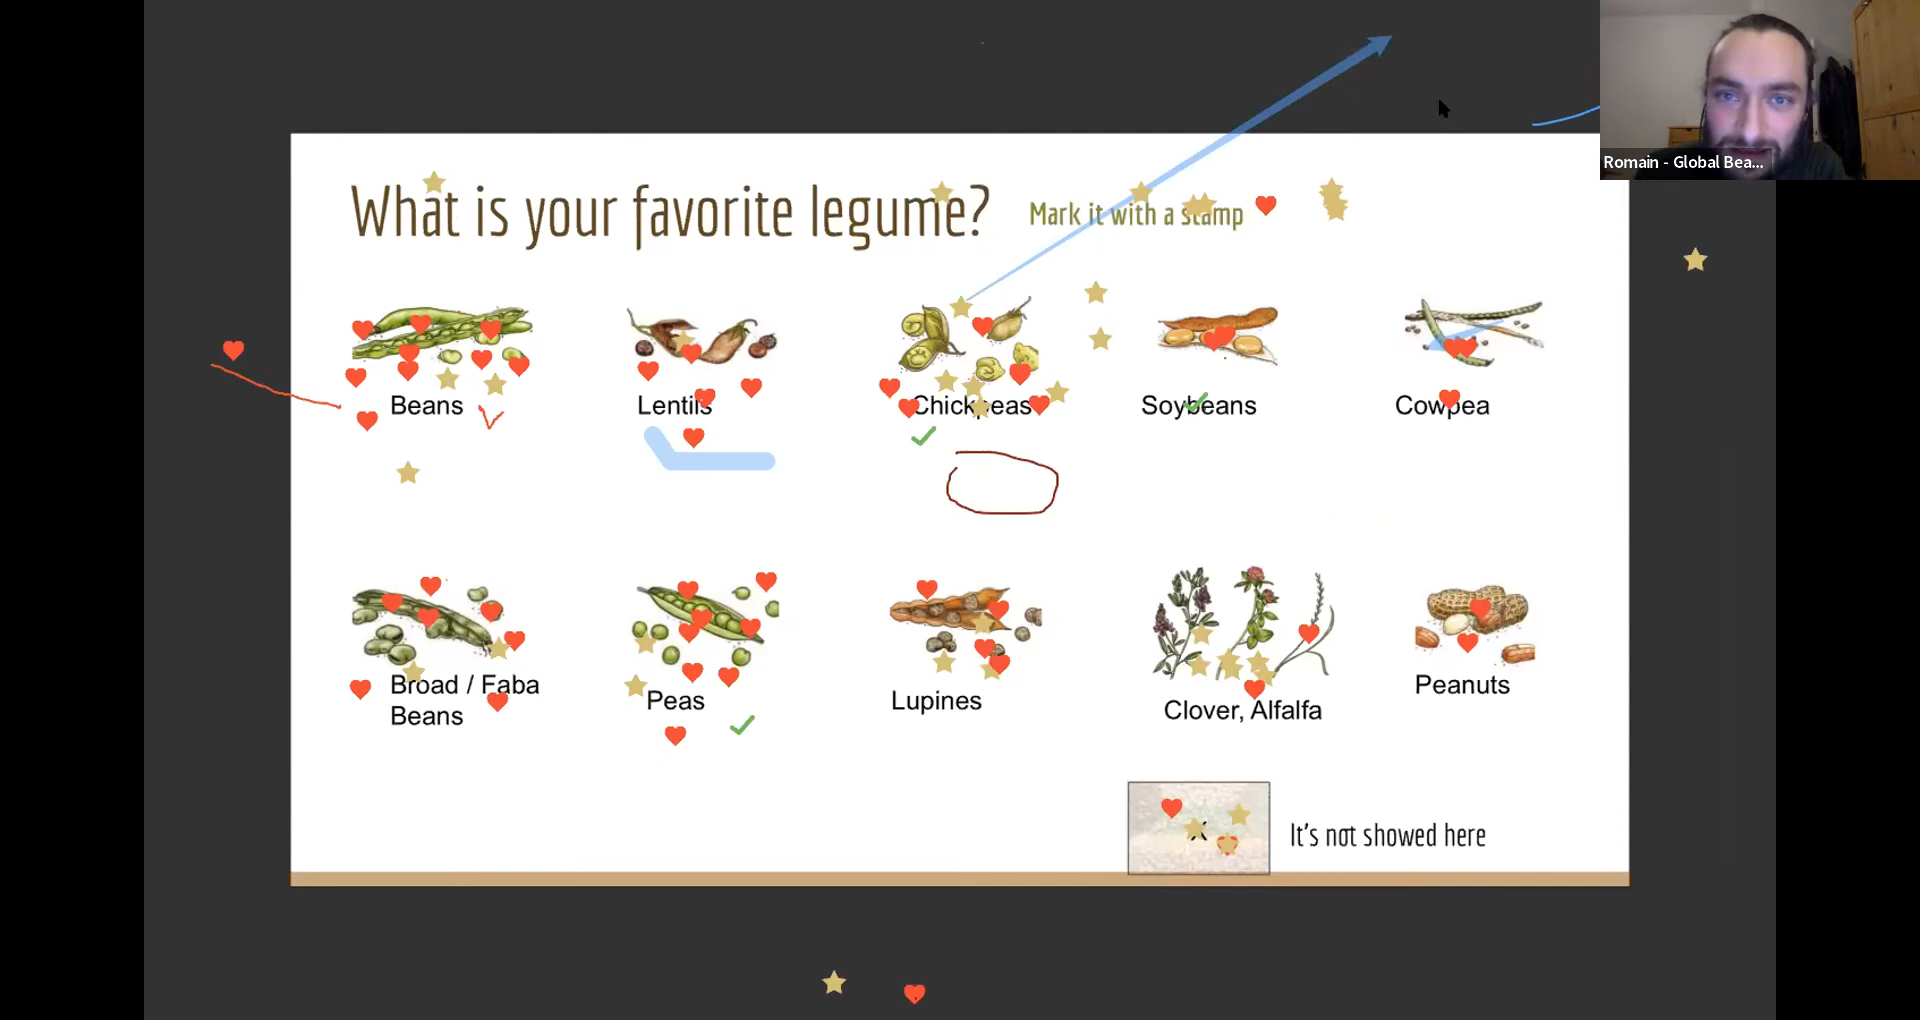 Romain - Global Bea...
What is your favorite legume?
Mark it with a stamp
Beans
Lentils
Chickpeas
Soybeans
Cowpea
Broad / Faba
Beans
Peas
Lupines
Clover, Alfalfa
Peanuts
It's not showed here